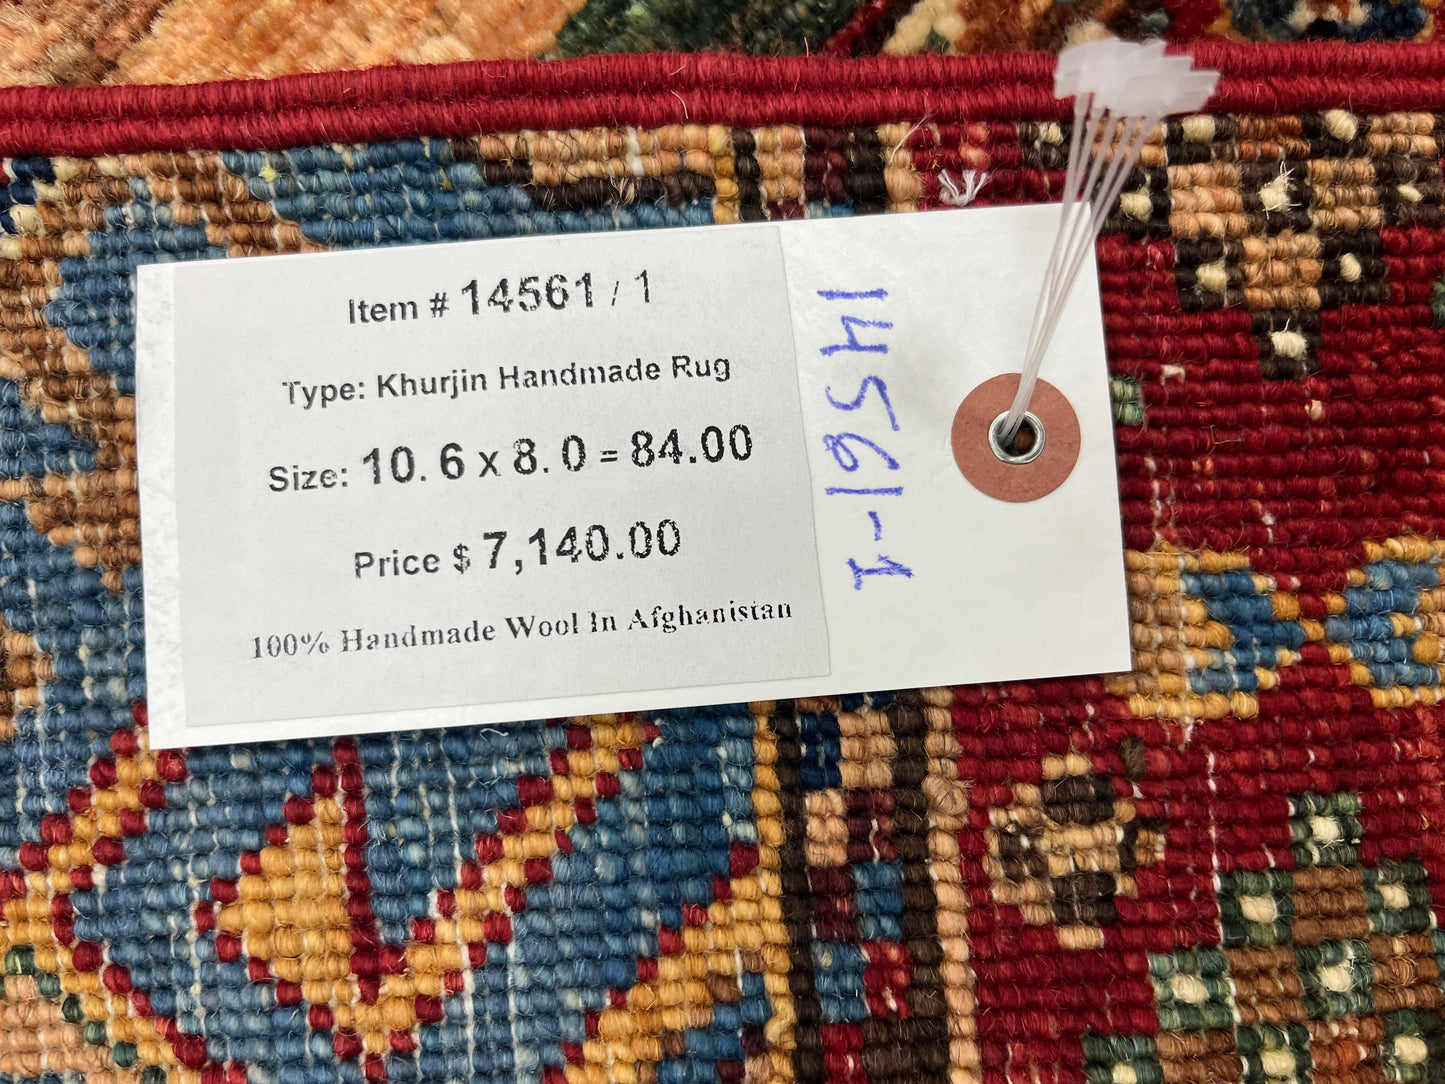 Item # 14561 / 1
Type: Khurjin Handmade Rug
Size: 10. 6 x 8. 0 = 84.00
Price $ 7,140.00
100% Handmade Wool In Afghanistan
14561-1